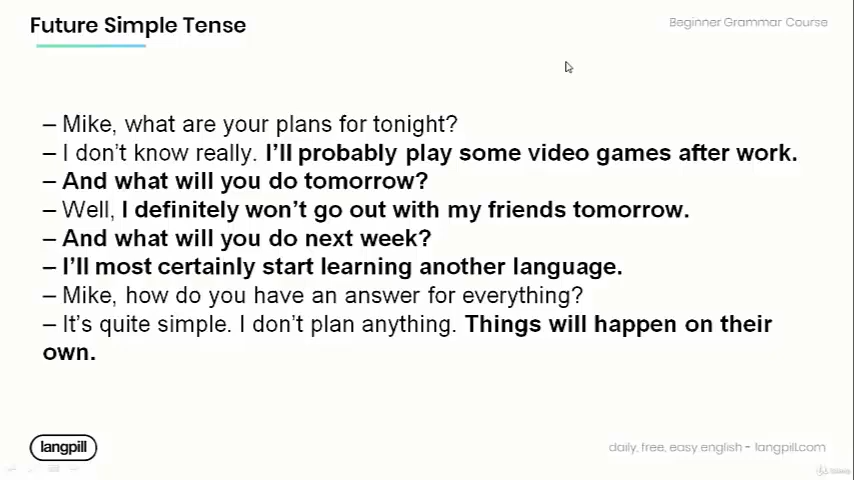 Future Simple Tense
Beginner Grammar Course
– Mike, what are your plans for tonight?
– I don't know really. I'll probably play some video games after work.
– And what will you do tomorrow?
– Well, I definitely won't go out with my friends tomorrow.
– And what will you do next week?
– I'll most certainly start learning another language.
– Mike, how do you have an answer for everything?
– It's quite simple. I don't plan anything. Things will happen on their
own.
langpill
daily, free, easy english - langpill.com